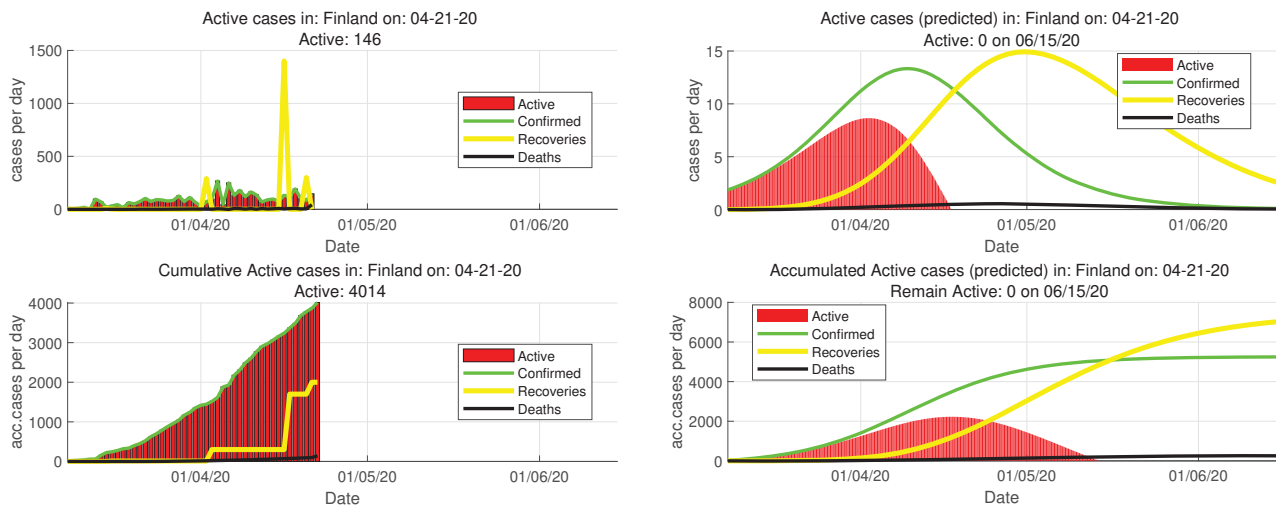 Active cases in: Finland on: 04-21-20
Active: 146
1500
1000
500
0
cases per day
Active
Confirmed
Recoveries
Deaths
01/04/20
01/05/20
01/06/20
Date
Active cases (predicted) in: Finland on: 04-21-20
Active: 0 on 06/15/20
15
10
5
0
cases per day
Active
Confirmed
Recoveries
Deaths
01/04/20
01/05/20
01/06/20
Date
Cumulative Active cases in: Finland on: 04-21-20
Active: 4014
4000
3000
2000
1000
0
acc.cases per day
Active
Confirmed
Recoveries
Deaths
01/04/20
01/05/20
01/06/20
Date
Accumulated Active cases (predicted) in: Finland on: 04-21-20
Remain Active: 0 on 06/15/20
8000
6000
4000
2000
0
acc.cases per day
Active
Confirmed
Recoveries
Deaths
01/04/20
01/05/20
01/06/20
Date